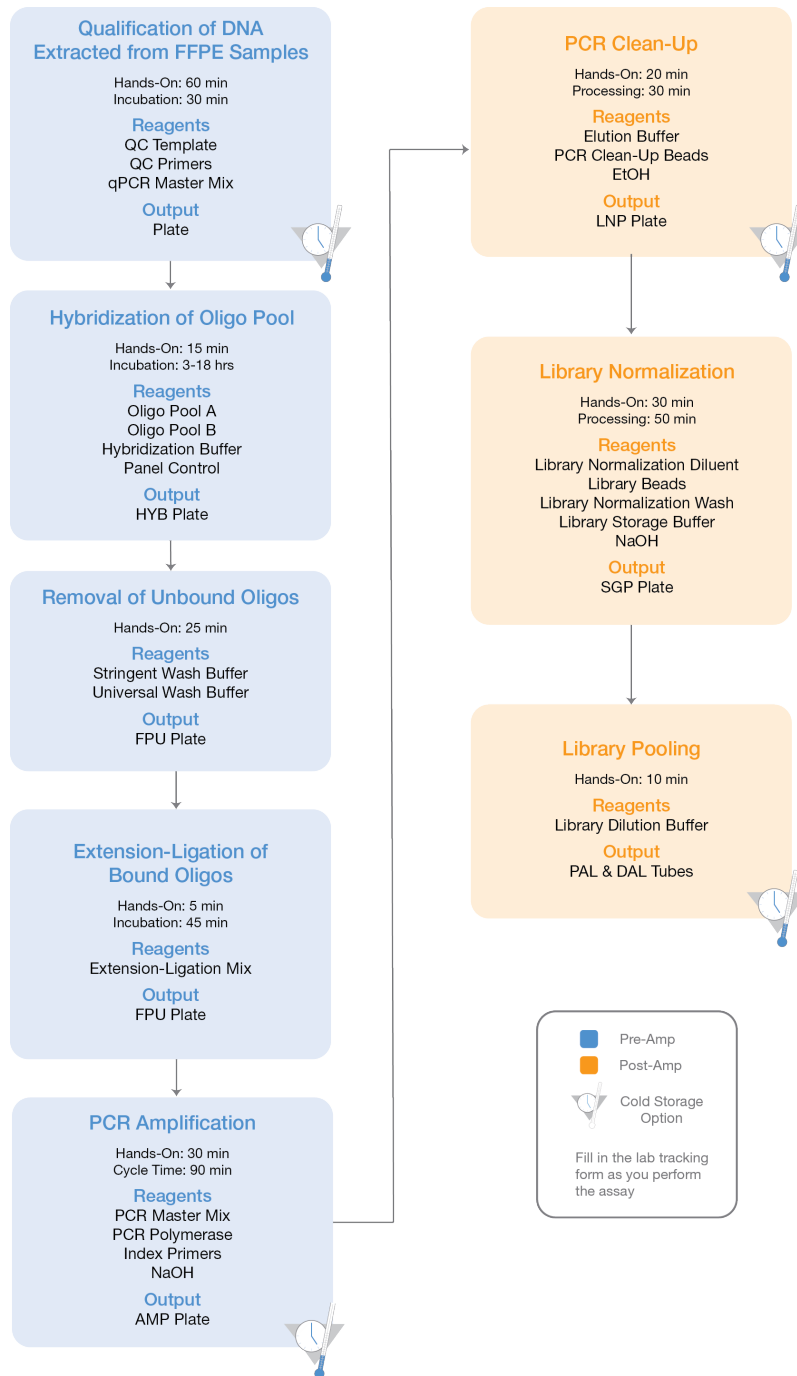 Qualification of DNA
Extracted from FFPE Samples
Hands-On: 60 min
Incubation: 30 min
Reagents
QC Template
QC Primers
qPCR Master Mix
Output
Plate
Hybridization of Oligo Pool
Hands-On: 15 min
Incubation: 3-18 hrs
Reagents
Oligo Pool A
Oligo Pool B
Hybridization Buffer
Panel Control
Output
HYB Plate
Removal of Unbound Oligos
Hands-On: 25 min
Reagents
Stringent Wash Buffer
Universal Wash Buffer
Output
FPU Plate
Extension-Ligation of
Bound Oligos
Hands-On: 5 min
Incubation: 45 min
Reagents
Extension-Ligation Mix
Output
FPU Plate
PCR Amplification
Hands-On: 30 min
Cycle Time: 90 min
Reagents
PCR Master Mix
PCR Polymerase
Index Primers
NaOH
Output
AMP Plate
PCR Clean-Up
Hands-On: 20 min
Processing: 30 min
Reagents
Elution Buffer
PCR Clean-Up Beads
EtOH
Output
LNP Plate
Library Normalization
Hands-On: 30 min
Processing: 50 min
Reagents
Library Normalization Diluent
Library Beads
Library Normalization Wash
Library Storage Buffer
NaOH
Output
SGP Plate
Library Pooling
Hands-On: 10 min
Reagents
Library Dilution Buffer
Output
PAL & DAL Tubes
Pre-Amp
Post-Amp
Cold Storage
Option
Fill in the lab tracking
form as you perform
the assay